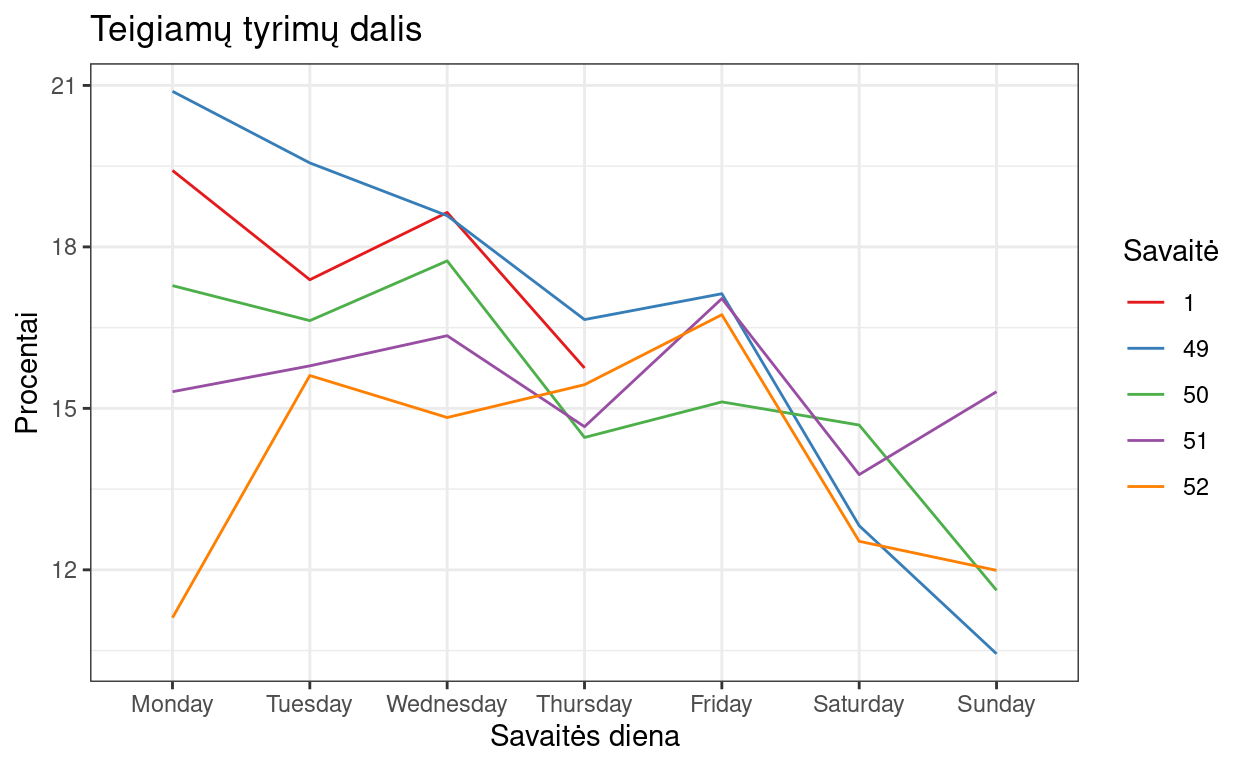 Teigiamų tyrimų dalis
Procentai
21
18
15
12
Monday Tuesday Wednesday Thursday Friday Saturday Sunday
Savaitės diena
Savaitė
1
49
50
51
52